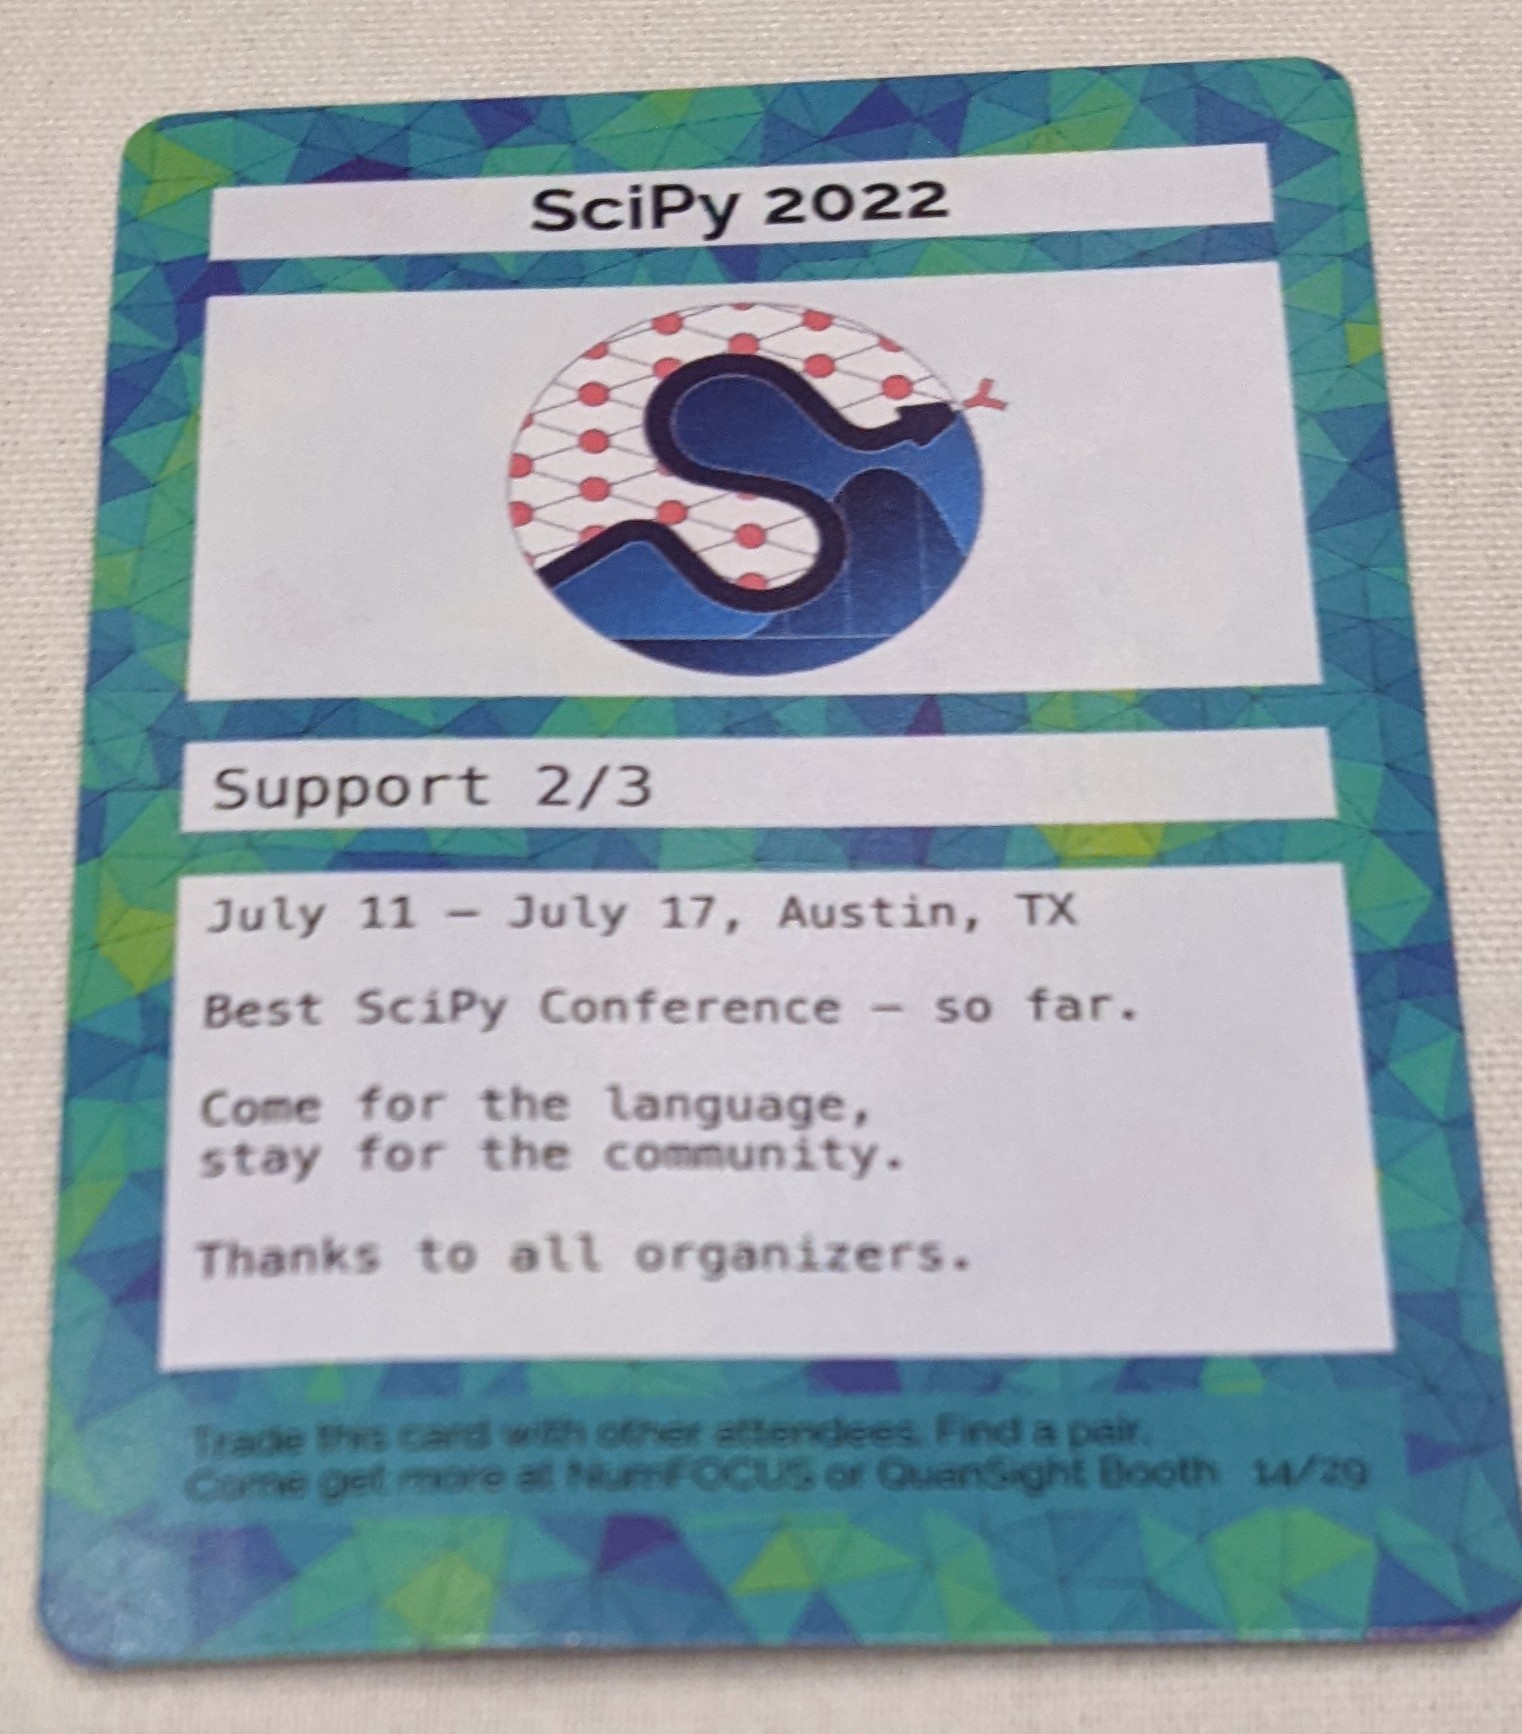 SciPy 2022
Support 2/3
July 11 – July 17, Austin, TX
Best SciPy Conference – so far.
Come for the language,
stay for the community.
Thanks to all organizers.
Trade this card with other attendees. Find a pair.
Come get more at NumFOCUS or QuanSight Booth 14/29